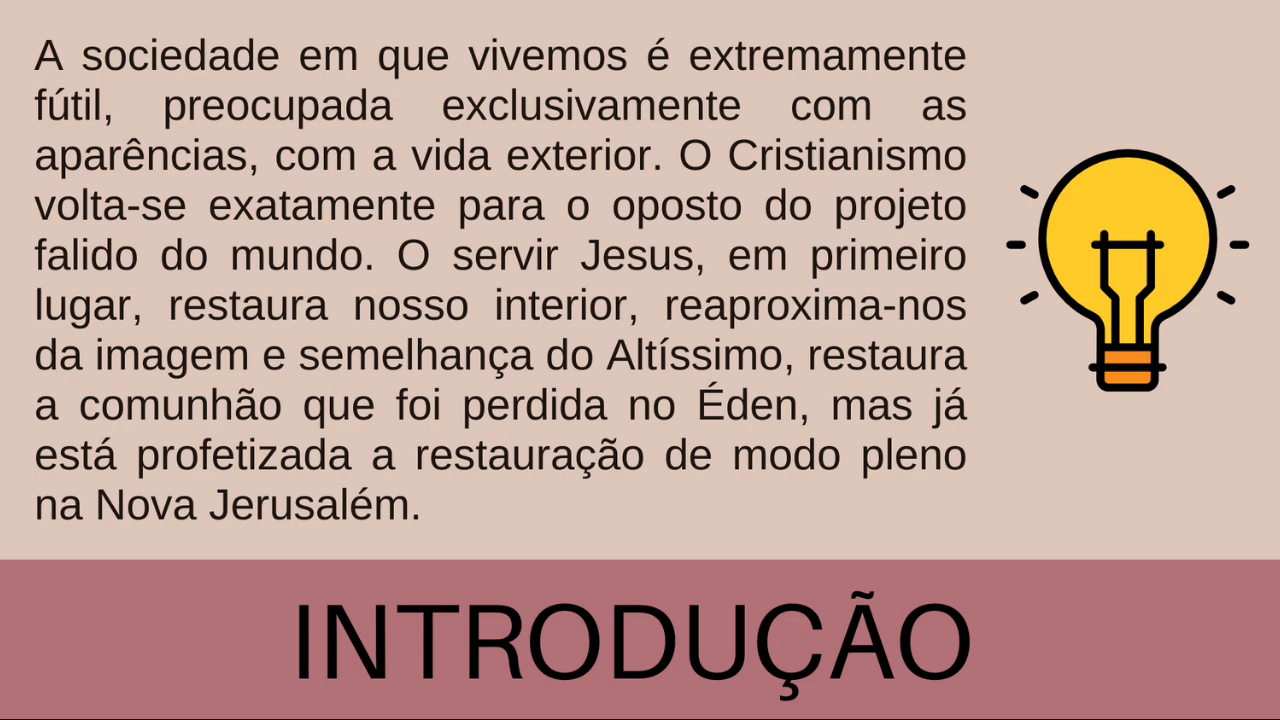 A sociedade em que vivemos é extremamente
fútil, preocupada exclusivamente com as
aparências, com a vida exterior. O Cristianismo
volta-se exatamente para o oposto do projeto
falido do mundo. O servir Jesus, em primeiro
lugar, restaura nosso interior, reaproxima-nos
da imagem e semelhança do Altíssimo, restaura
a comunhão que foi perdida no Éden, mas já
está profetizada a restauração de modo pleno
na Nova Jerusalém.
INTRODUÇÃO